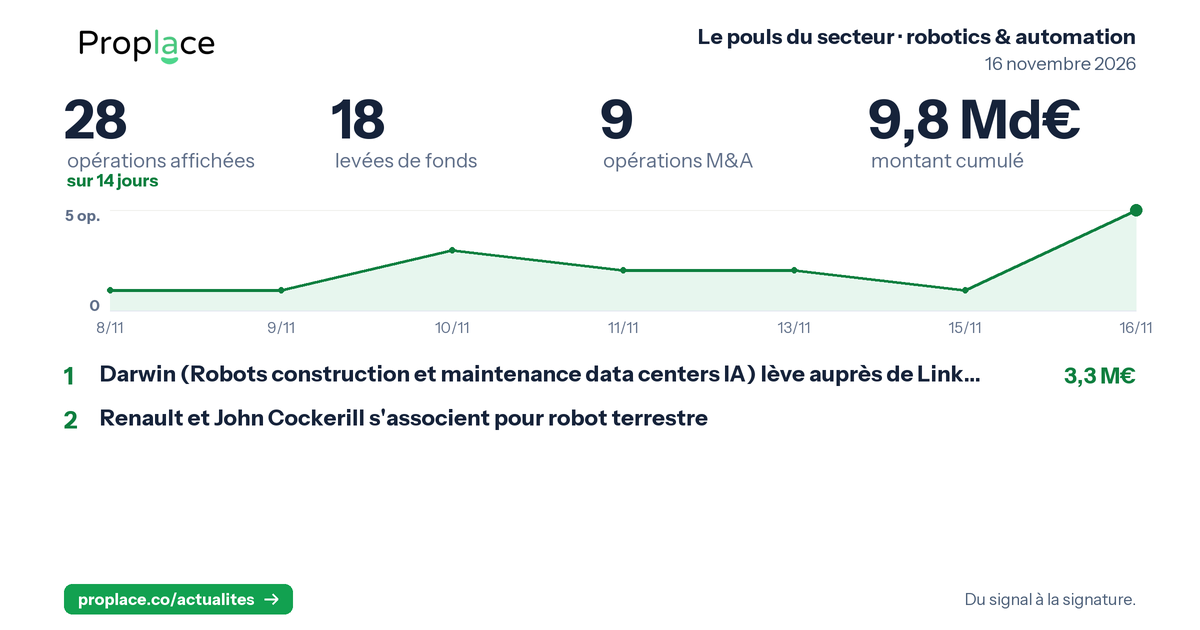 Proplace
Le pouls du secteur · robotics & automation
16 novembre 2026
28
opérations affichées
sur 14 jours
18
levées de fonds
9
opérations M&A
9,8 Md€
montant cumulé
5 op.
0
8/11
9/11
10/11
11/11
13/11
15/11
16/11
1 Darwin (Robots construction et maintenance data centers IA) lève auprès de Link... 3,3 M€
2 Renault et John Cockerill s'associent pour robot terrestre
proplace.co/actualites →
Du signal à la signature.